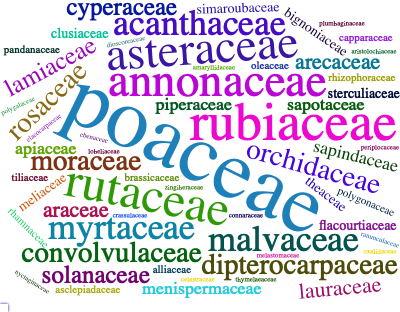 cyperaceae
simaroubaceae
bignoniaceae
plumbaginaceae
clusiaceae
acanthaceae
capparaceae
pandanaceae
dioscoreaceae
asteraceae
aristolochiaceae
lamiaceae
amaryllidaceae
oleaceae
arecaceae
annonaceae
rhizophoraceae
rosaceae
polygalaceae
sterculiaceae
poaceae
piperaceae
sapotaceae
rubiaceae
elaeocarpaceae
ebenaceae
apiaceae
lobeliaceae
periplocaceae
sapindaceae
moraceae
orchidaceae
tiliaceae
brassicaceae
theaceae
meliaceae
rutaceae
zingiberaceae
polygonaceae
araceae
crassulaceae
connaraceae
rhamnaceae
myrtaceae
flacourtiaceae
malvaceae
ranunculaceae
convolvulaceae
melastomaceae
solanaceae
alliaceae
dipterocarpaceae
nyctaginaceae
asclepiadaceae
thymelaeaceae
menispermaceae
lauraceae